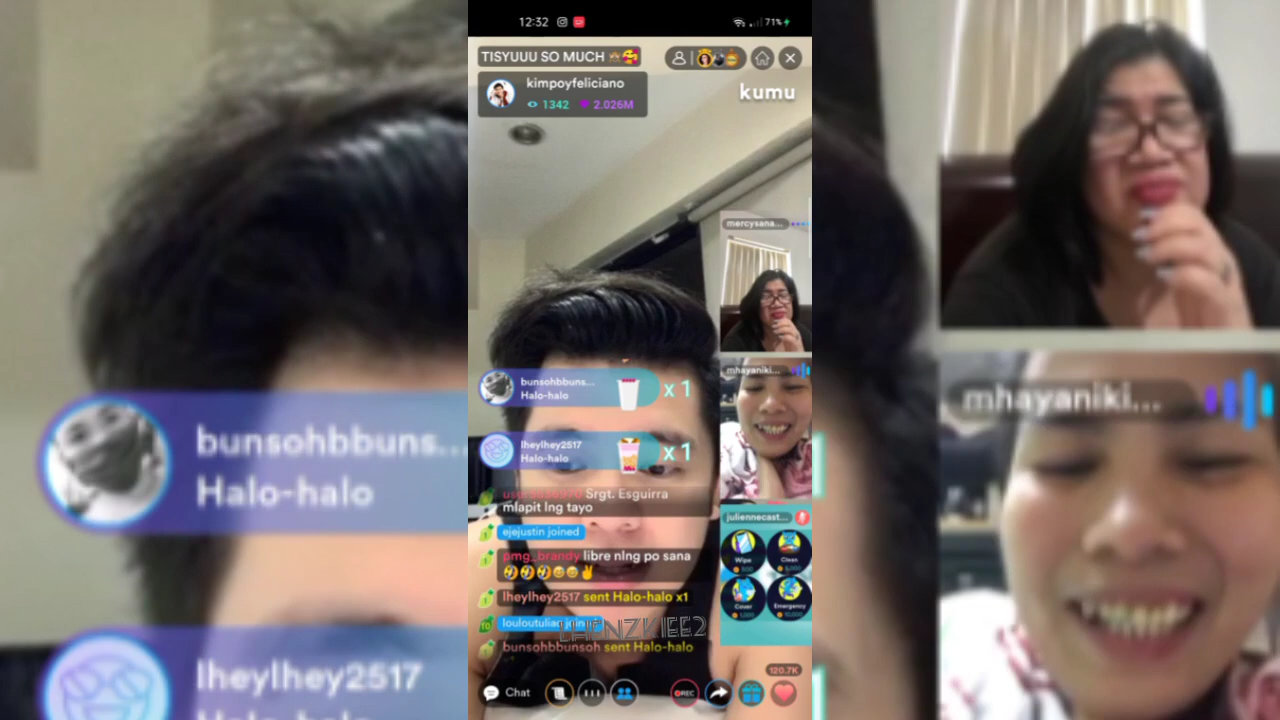 12:32
71%
TISYUUU SO MUCH
kimpoyfeliciano
1342
2.026M
kumu
mercysana...
mhayaniki...
bunsohbbuns...
Halo-halo
x 1
lheylhey2517
Halo-halo
x 1
Srgt. Esguirra
mlapit lng tayo
ejejustin joined
pmg_brandy libre nlng po sana
lheylhey2517 sent Halo-halo x1
bunsohbbunsoh sent Halo-halo
juliennecast...
Wipe
500
Clean
Cover
Emergency
120.7K
Chat
REC
bunsohbbuns...
Halo-halo
lheylhey2517
mhayaniki...